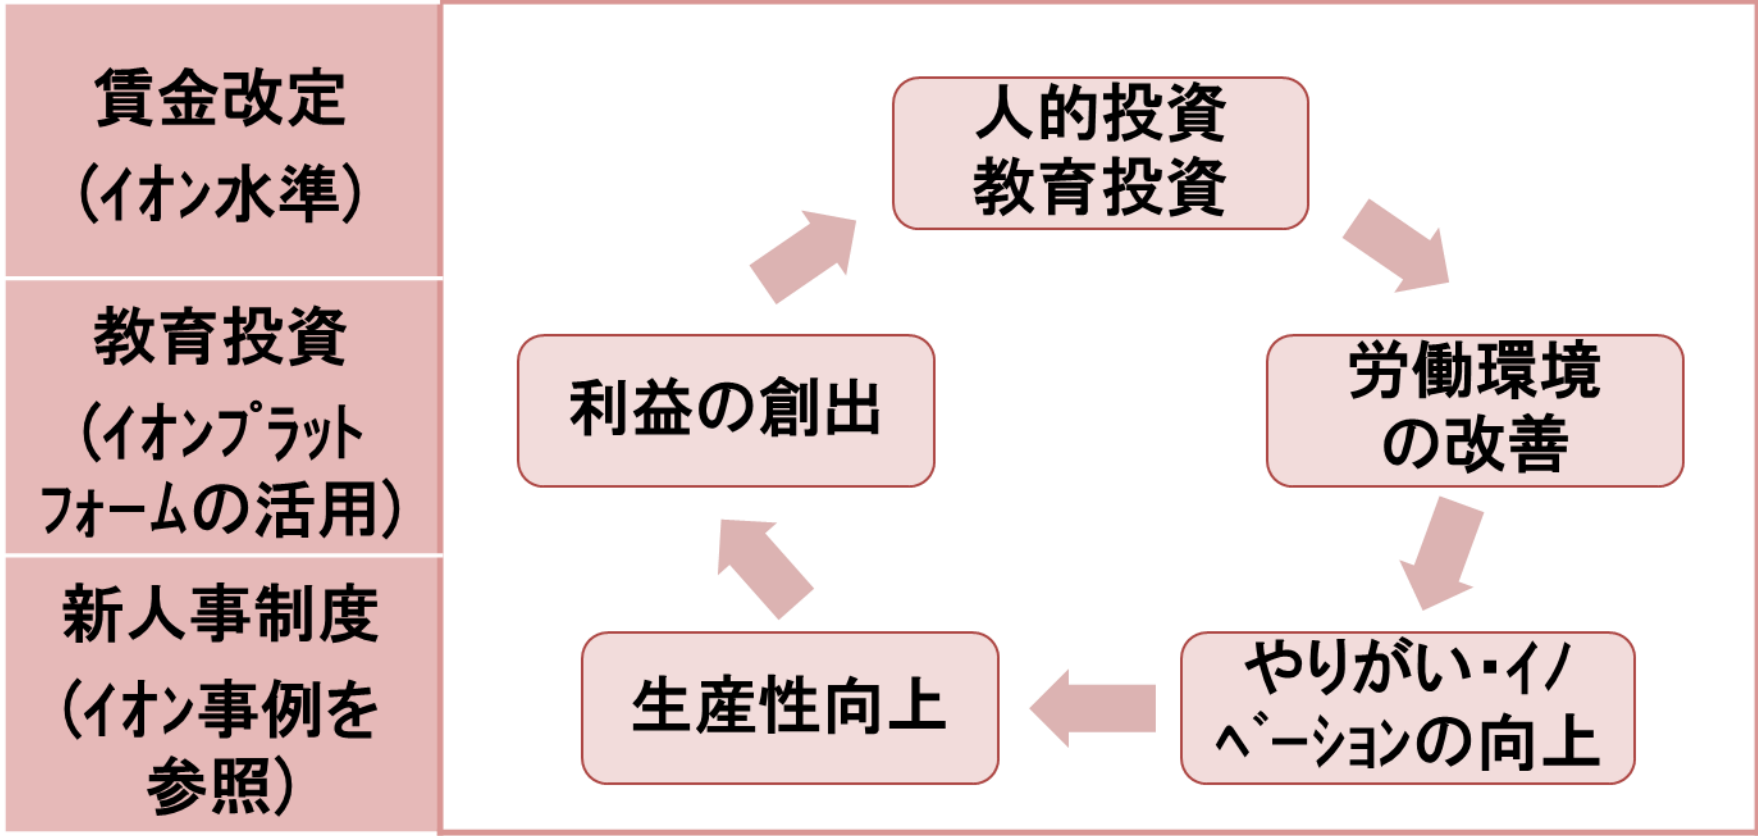 賃金改定
(ｲｵﾝ水準)
教育投資
(ｲｵﾝﾌﾟﾗｯﾄ
ﾌｫｰﾑの活用)
新人事制度
(ｲｵﾝ事例を
参照)
人的投資
教育投資
労働環境
の改善
やりがい・ｲﾉ
ﾍﾞｰｼｮﾝの向上
生産性向上
利益の創出